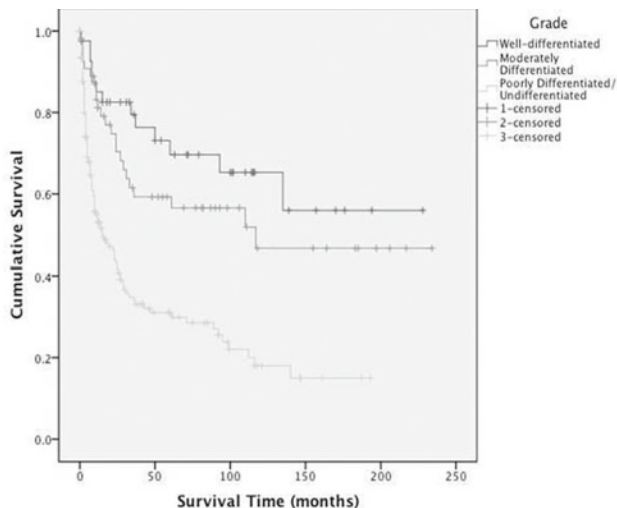 Grade
Well-differentiated
Moderately
Differentiated
Poorly Differentiated/
Undifferentiated
1-censored
2-censored
3-censored
Cumulative Survival
1.0
0.8
0.6
0.4
0.2
0.0
0
50
100
150
200
250
Survival Time (months)